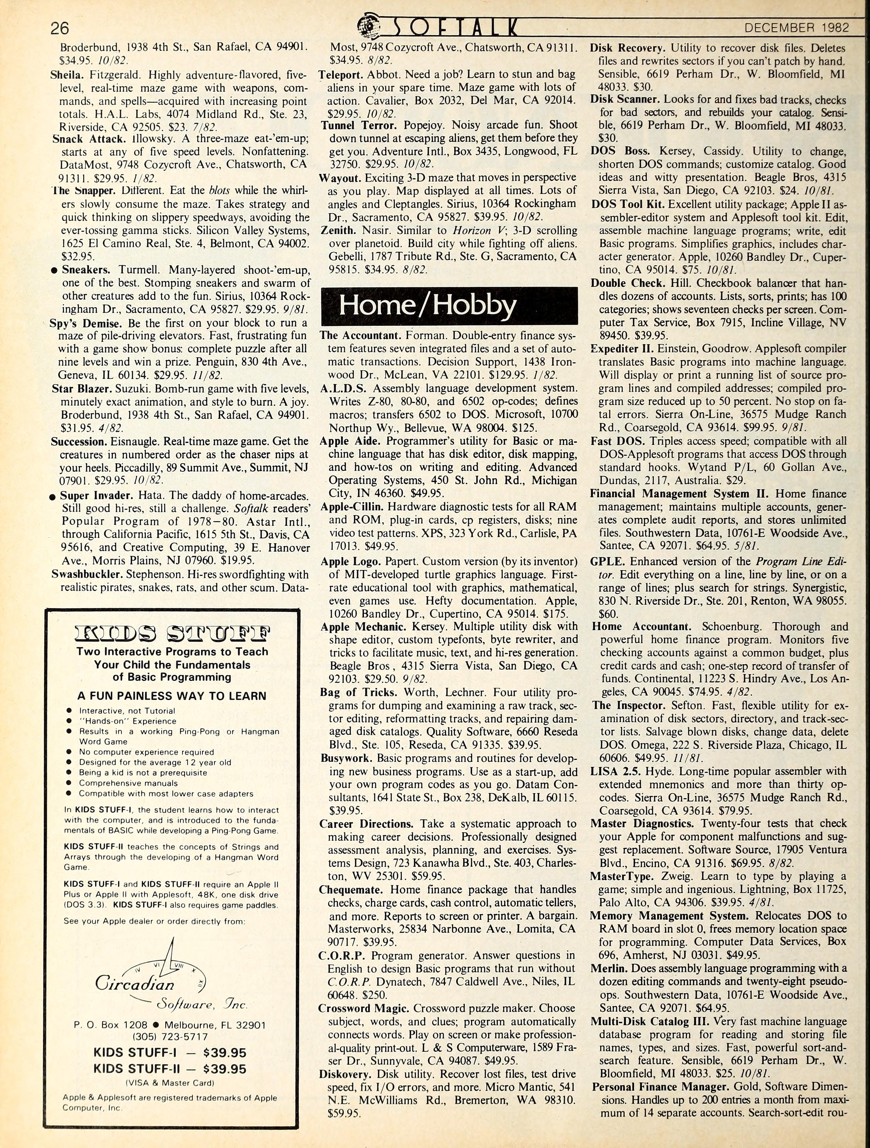 26
SOFTALK
DECEMBER 1982
Broderbund, 1938 4th St., San Rafael, CA 94901.
$34.95. 10/82.
Sheila. Fitzgerald. Highly adventure-flavored, five-
level, real-time maze game with weapons, com-
mands, and spells—acquired with increasing point
totals. H.A.L. Labs, 4074 Midland Rd., Ste. 23,
Riverside, CA 92505. $23. 7/82.
Snack Attack. Illowsky. A three-maze eat-'em-up;
starts at any of five speed levels. Nonfattening.
DataMost, 9748 Cozycroft Ave., Chatsworth, CA
91311. $29.95. 1/82.
The Snapper. Different. Eat the blots while the whirl-
ers slowly consume the maze. Takes strategy and
quick thinking on slippery speedways, avoiding the
ever-tossing gamma sticks. Silicon Valley Systems,
1625 El Camino Real, Ste. 4, Belmont, CA 94002.
$32.95.
● Sneakers. Turmell. Many-layered shoot-'em-up,
one of the best. Stomping sneakers and swarm of
other creatures add to the fun. Sirius, 10364 Rock-
ingham Dr., Sacramento, CA 95827. $29.95. 9/81.
Spy's Demise. Be the first on your block to run a
maze of pile-driving elevators. Fast, frustrating fun
with a game show bonus: complete puzzle after all
nine levels and win prize. Penguin, 830 4th Ave.,
Geneva, IL 60134. $29.95. 11/82.
Star Blazer. Suzuki. Bomb-run game with five levels,
minutely exact animation, and style to burn. A joy.
Broderbund, 1938 4th St., San Rafael, CA 94901.
$31.95. 4/82.
Succession. Eisnaugle. Real-time maze game. Get the
creatures in numbered order as the chaser nips at
your heels. Piccadilly, 89 Summit Ave., Summit, NJ
07901. $29.95. 10/82.
● Super Invader. Hata. The daddy of home-arcades.
Still good hi-res, still a challenge. Softalk readers'
Popular Program of 1978–80. Astar Intl.,
through California Pacific, 1615 5th St., Davis, CA
95616, and Creative Computing, 39 E. Hanover
Ave., Morris Plains, NJ 07960. $19.95.
Swashbuckler. Stephenson. Hi-res swordfighting with
realistic pirates, snakes, rats, and other scum. Data-
KIDS STUFF
Two Interactive Programs to Teach
Your Child the Fundamentals
of Basic Programming
A FUN PAINLESS WAY TO LEARN
● Interactive, not Tutorial
● "Hands-on" Experience
● Results in a working Ping-Pong or Hangman
Word Game
● No computer experience required
● Designed for the average 12 year old
● Being a kid is not a prerequisite
● Comprehensive manuals
● Compatible with most lower case adapters
In KIDS STUFF-I, the student learns how to interact
with the computer, and is introduced to the funda-
mentals of BASIC while developing a Ping-Pong Game.
KIDS STUFF-II teaches the concepts of Strings and
Arrays through the developing of a Hangman Word
Game.
KIDS STUFF-I and KIDS STUFF-II require an Apple II
Plus or Apple II with Applesoft, 48K, one disk drive
(DOS 3.3). KIDS STUFF-I also requires game paddles.
See your Apple dealer or order directly from:
IV VI VIII X
Circadian
Software, Inc.
P. O. Box 1208 ● Melbourne, FL 32901
(305) 723-5717
KIDS STUFF-I — $39.95
KIDS STUFF-II — $39.95
(VISA & Master Card)
Apple & Applesoft are registered trademarks of Apple
Computer, Inc.
Most, 9748 Cozycroft Ave., Chatsworth, CA 91311.
$34.95. 8/82.
Teleport. Abbot. Need a job? Learn to stun and bag
aliens in your spare time. Maze game with lots of
action. Cavalier, Box 2032, Del Mar, CA 92014.
$29.95. 10/82.
Tunnel Terror. Popejoy. Noisy arcade fun. Shoot
down tunnel at escaping aliens, get them before they
get you. Adventure Intl., Box 3435, Longwood, FL
32750. $29.95. 10/82.
Wayout. Exciting 3-D maze that moves in perspective
as you play. Map displayed at all times. Lots of
angles and Cleptangles. Sirius, 10364 Rockingham
Dr., Sacramento, CA 95827. $39.95. 10/82.
Zenith. Nasir. Similar to Horizon V; 3-D scrolling
over planetoid. Build city while fighting off aliens.
Gebelli, 1787 Tribute Rd., Ste. G, Sacramento, CA
95815. $34.95. 8/82.
Home/Hobby
The Accountant. Forman. Double-entry finance sys-
tem features seven integrated files and a set of auto-
matic transactions. Decision Support, 1438 Iron-
wood Dr., McLean, VA 22101. $129.95. 1/82.
A.L.D.S. Assembly language development system.
Writes Z-80, 80-80, and 6502 op-codes; defines
macros; transfers 6502 to DOS. Microsoft, 10700
Northup Wy., Bellevue, WA 98004. $125.
Apple Aide. Programmer's utility for Basic or ma-
chine language that has disk editor, disk mapping,
and how-tos on writing and editing. Advanced
Operating Systems, 450 St. John Rd., Michigan
City, IN 46360. $49.95.
Apple-Cillin. Hardware diagnostic tests for all RAM
and ROM, plug-in cards, cp registers, disks; nine
video test patterns. XPS, 323 York Rd., Carlisle, PA
17013. $49.95.
Apple Logo. Papert. Custom version (by its inventor)
of MIT-developed turtle graphics language. First-
rate educational tool with graphics, mathematical,
even games use. Hefty documentation. Apple,
10260 Bandley Dr., Cupertino, CA 95014. $175.
Apple Mechanic. Kersey. Multiple utility disk with
shape editor, custom typefonts, byte rewriter, and
tricks to facilitate music, text, and hi-res generation.
Beagle Bros, 4315 Sierra Vista, San Diego, CA
92103. $29.50. 9/82.
Bag of Tricks. Worth, Lechner. Four utility pro-
grams for dumping and examining a raw track, sec-
tor editing, reformatting tracks, and repairing dam-
aged disk catalogs. Quality Software, 6660 Reseda
Blvd., Ste. 105, Reseda, CA 91335. $39.95.
Busywork. Basic programs and routines for develop-
ing new business programs. Use as a start-up, add
your own program codes as you go. Datam Con-
sultants, 1641 State St., Box 238, DeKalb, IL 60115.
$39.95.
Career Directions. Take a systematic approach to
making career decisions. Professionally designed
assessment analysis, planning, and exercises. Sys-
tems Design, 723 Kanawha Blvd., Ste. 403, Charles-
ton, WV 25301. $59.95.
Chequemate. Home finance package that handles
checks, charge cards, cash control, automatic tellers,
and more. Reports to screen or printer. A bargain.
Masterworks, 25834 Narbonne Ave., Lomita, CA
90717. $39.95.
C.O.R.P. Program generator. Answer questions in
English to design Basic programs that run without
C.O.R.P. Dynatech, 7847 Caldwell Ave., Niles, IL
60648. $250.
Crossword Magic. Crossword puzzle maker. Choose
subject, words, and clues; program automatically
connects words. Play on screen or make profession-
al-quality print-out. L & S Computerware, 1589 Fra-
ser Dr., Sunnyvale, CA 94087. $49.95.
Diskovery. Disk utility. Recover lost files, test drive
speed, fix I/O errors, and more. Micro Mantic, 541
N.E. McWilliams Rd., Bremerton, WA 98310.
$59.95.
Disk Recovery. Utility to recover disk files. Deletes
files and rewrites sectors if you can't patch by hand.
Sensible, 6619 Perham Dr., W. Bloomfield, MI
48033. $30.
Disk Scanner. Looks for and fixes bad tracks, checks
for bad sectors, and rebuilds your catalog. Sensi-
ble, 6619 Perham Dr., W. Bloomfield, MI 48033.
$30.
DOS Boss. Kersey, Cassidy. Utility to change,
shorten DOS commands; customize catalog. Good
ideas and witty presentation. Beagle Bros, 4315
Sierra Vista, San Diego, CA 92103. $24. 10/81.
DOS Tool Kit. Excellent utility package; Apple II as-
sembler-editor system and Applesoft tool kit. Edit,
assemble machine language programs; write, edit
Basic programs. Simplifies graphics, includes char-
acter generator. Apple, 10260 Bandley Dr., Cuper-
tino, CA 95014. $75. 10/81.
Double Check. Hill. Checkbook balancer that han-
dles dozens of accounts. Lists, sorts, prints; has 100
categories; shows seventeen checks per screen. Com-
puter Tax Service, Box 7915, Incline Village, NV
89450. $39.95.
Expediter II. Einstein, Goodrow. Applesoft compiler
translates Basic programs into machine language.
Will display or print a running list of source pro-
gram lines and compiled addresses; compiled pro-
gram size reduced up to 50 percent. No stop on fa-
tal errors. Sierra On-Line, 36575 Mudge Ranch
Rd., Coarsegold, CA 93614. $99.95. 9/81.
Fast DOS. Triples access speed; compatible with all
DOS-Applesoft programs that access DOS through
standard hooks. Wytand P/L, 60 Gollan Ave.,
Dundas, 2117, Australia. $29.
Financial Management System II. Home finance
management; maintains multiple accounts, gener-
ates complete audit reports, and stores unlimited
files. Southwestern Data, 10761-E Woodside Ave.,
Santee, CA 92071. $64.95. 5/81.
GPLE. Enhanced version of the Program Line Edi-
tor. Edit everything on a line, line by line, or on a
range of lines; plus search for strings. Synergistic,
830 N. Riverside Dr., Ste. 201, Renton, WA 98055.
$60.
Home Accountant. Schoenburg. Thorough and
powerful home finance program. Monitors five
checking accounts against a common budget, plus
credit cards and cash; one-step record of transfer of
funds. Continental, 11223 S. Hindry Ave., Los An-
geles, CA 90045. $74.95. 4/82.
The Inspector. Sefton. Fast, flexible utility for ex-
amination of disk sectors, directory, and track-sec-
tor lists. Salvage blown disks, change data, delete
DOS. Omega, 222 S. Riverside Plaza, Chicago, IL
60606. $49.95. 11/81.
LISA 2.5. Hyde. Long-time popular assembler with
extended mnemonics and more than thirty op-
codes. Sierra On-Line, 36575 Mudge Ranch Rd.,
Coarsegold, CA 93614. $79.95.
Master Diagnostics. Twenty-four tests that check
your Apple for component malfunctions and sug-
gest replacement. Software Source, 17905 Ventura
Blvd., Encino, CA 91316. $69.95. 8/82.
MasterType. Zweig. Learn to type by playing a
game; simple and ingenious. Lightning, Box 11725,
Palo Alto, CA 94306. $39.95. 4/81.
Memory Management System. Relocates DOS to
RAM board in slot 0, frees memory location space
for programming. Computer Data Services, Box
696, Amherst, NJ 03031. $49.95.
Merlin. Does assembly language programming with a
dozen editing commands and twenty-eight pseudo-
ops. Southwestern Data, 10761-E Woodside Ave.,
Santee, CA 92071. $64.95.
Multi-Disk Catalog III. Very fast machine language
database program for reading and storing file
names, types, and sizes. Fast, powerful sort-and-
search feature. Sensible, 6619 Perham Dr., W.
Bloomfield, MI 48033. $25. 10/81.
Personal Finance Manager. Gold, Software Dimen-
sions. Handles up to 200 entries a month from maxi-
mum of 14 separate accounts. Search-sort-edit rou-